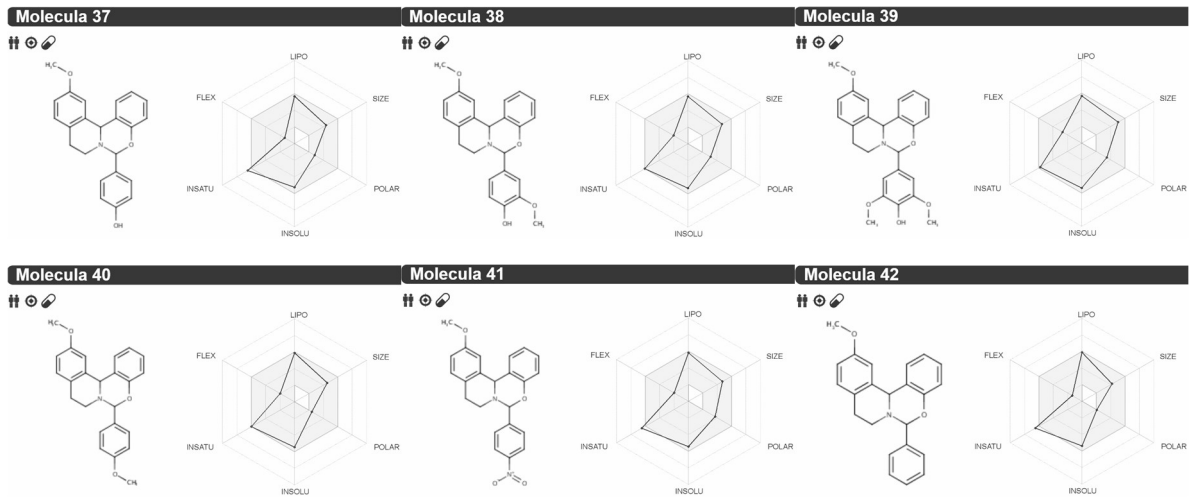 Molecula 37
Molecula 38
Molecula 39
LIPO
FLEX
SIZE
INSATU
POLAR
INSOLU
H₃C
O
N
O
OH
LIPO
FLEX
SIZE
INSATU
POLAR
INSOLU
H₃C
O
N
O
O
OH
CH₃
LIPO
FLEX
SIZE
INSATU
POLAR
INSOLU
H₃C
O
N
O
O
O
CH₃
OH
CH₃
Molecula 40
Molecula 41
Molecula 42
LIPO
FLEX
SIZE
INSATU
POLAR
INSOLU
H₃C
O
N
O
O
CH₃
LIPO
FLEX
SIZE
INSATU
POLAR
INSOLU
H₃C
O
N
O
N⁺
O⁻
O
LIPO
FLEX
SIZE
INSATU
POLAR
INSOLU
H₃C
O
N
O